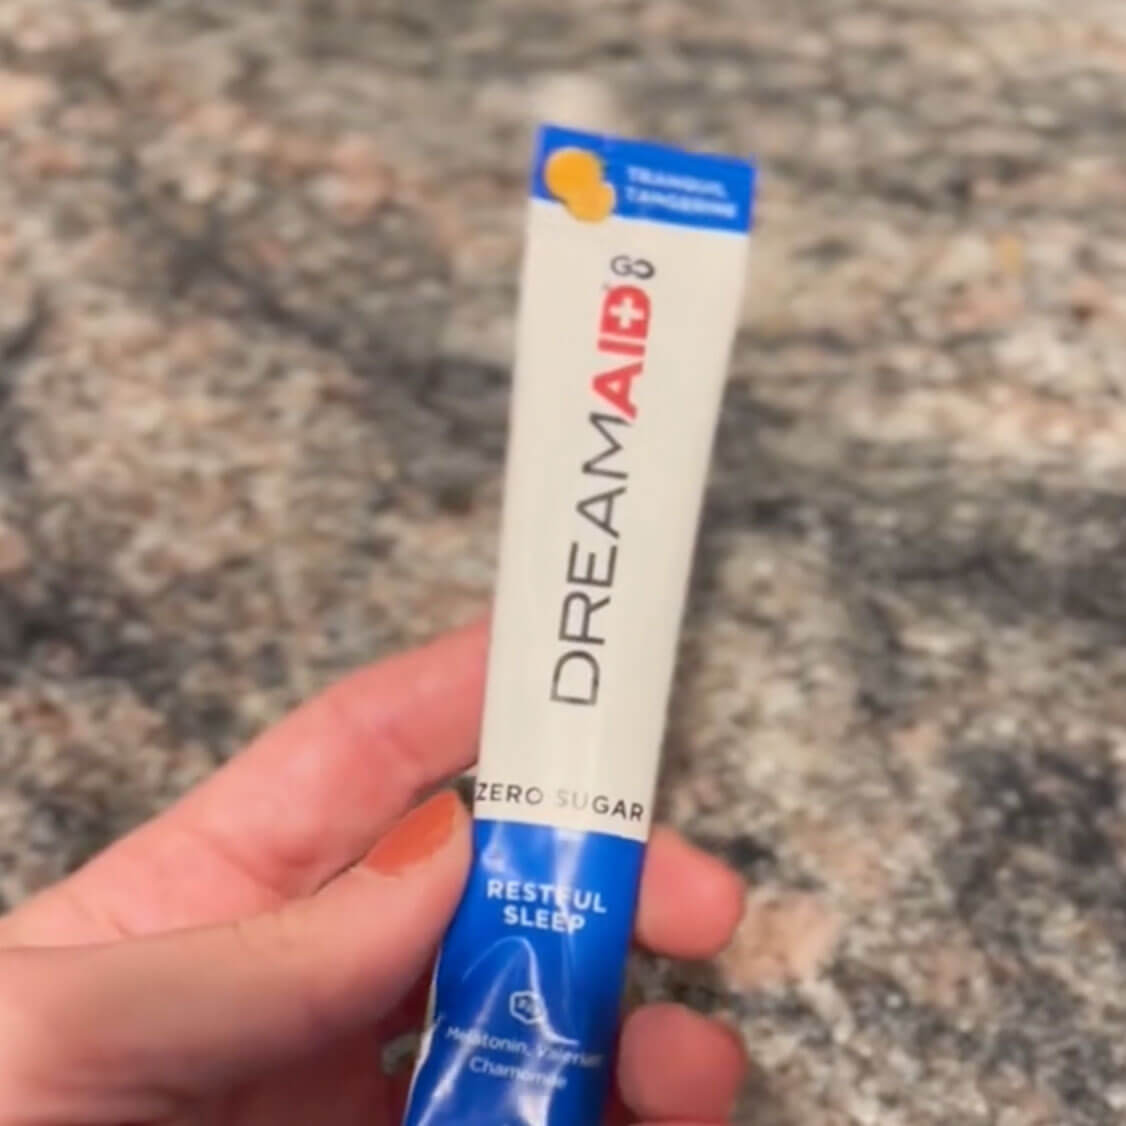 TRANQUIL
TANGERINE
DREAMAID GO
ZERO SUGAR
RESTFUL
SLEEP
Melatonin, Valerian
Chamomile